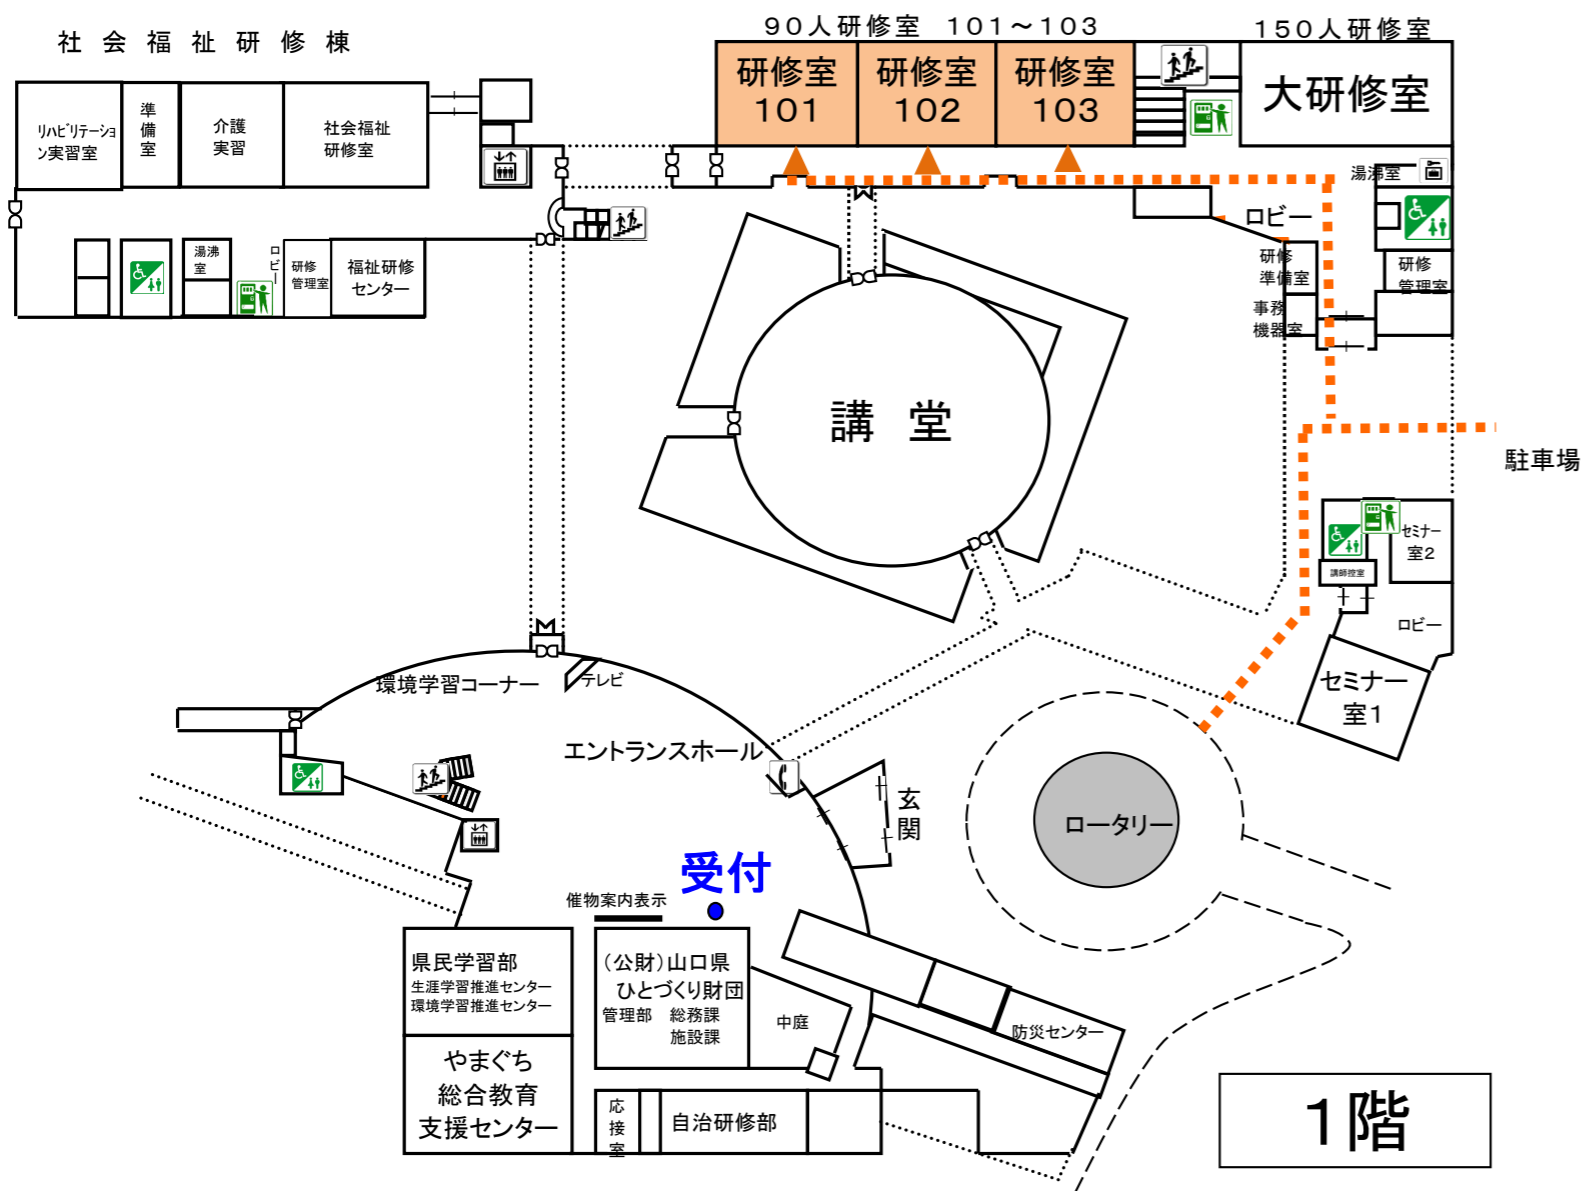 社会福祉研修棟
90人研修室 101～103
150人研修室
研修室
101
研修室
102
研修室
103
大研修室
リハビリテーショ
ン実習室
準
備
室
介護
実習
社会福祉
研修室
湯沸室
ロビー
湯沸
室
ロ
ビ
ー
研修
管理室
福祉研修
センター
研修
準備室
研修
管理室
事務
機器室
講堂
駐車場
セミナー
室2
講師控室
ロビー
セミナー
室1
環境学習コーナー
テレビ
エントランスホール
玄
関
ロータリー
受付
催物案内表示
県民学習部
生涯学習推進センター
環境学習推進センター
(公財)山口県
ひとづくり財団
管理部 総務課
施設課
中庭
防災センター
やまぐち
総合教育
支援センター
応
接
室
自治研修部
1階